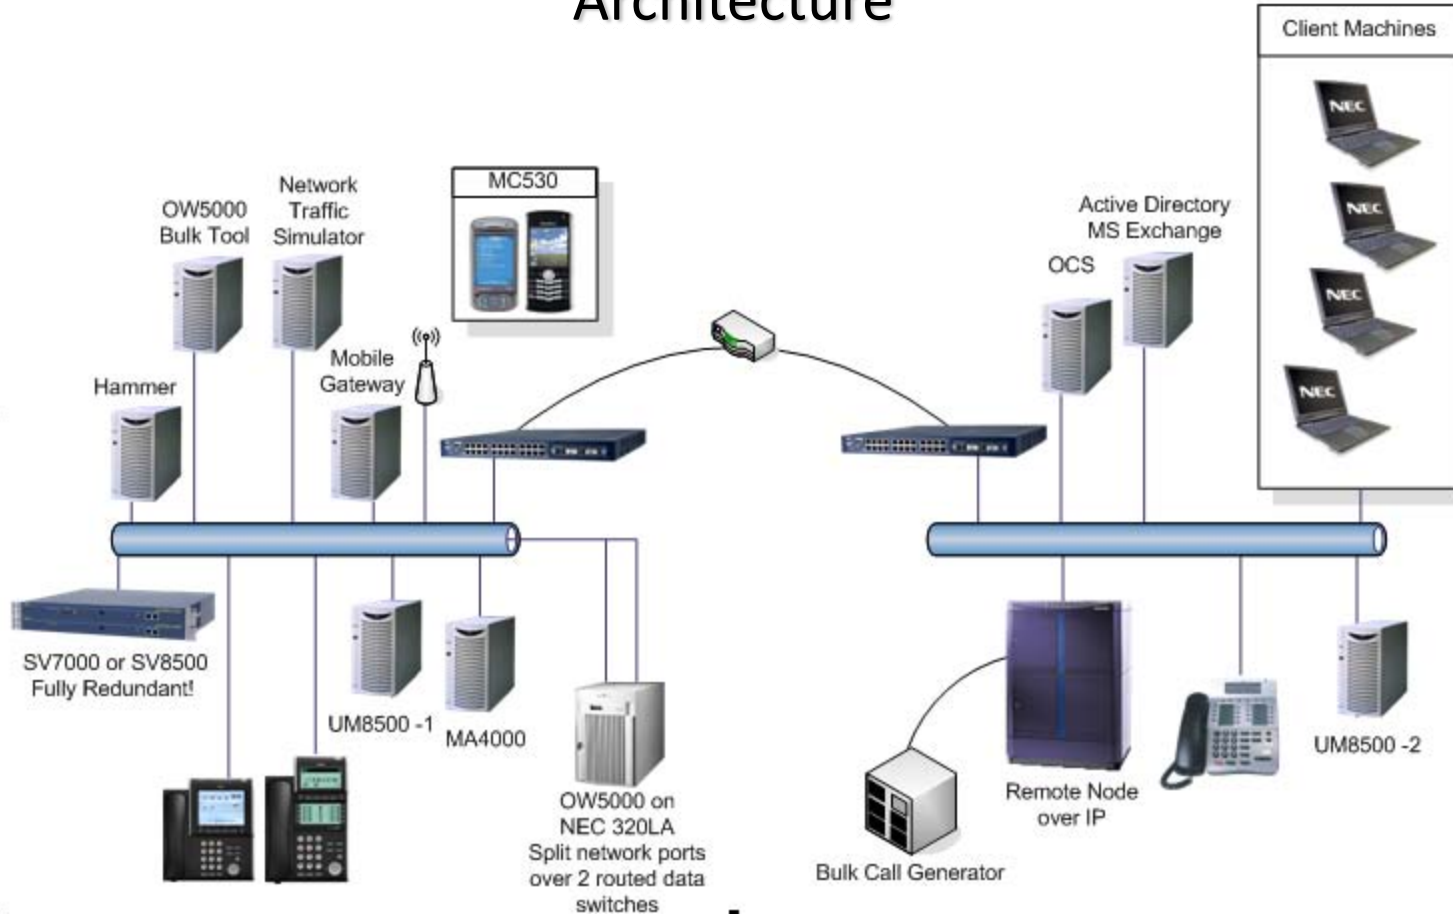 Architecture
Client Machines
NEC
NEC
NEC
NEC
OW5000
Bulk Tool
Network
Traffic
Simulator
MC530
Active Directory
MS Exchange
OCS
Hammer
Mobile
Gateway
SV7000 or SV8500
Fully Redundant!
UM8500 -1
MA4000
OW5000 on
NEC 320LA
Split network ports
over 2 routed data
switches
Bulk Call Generator
Remote Node
over IP
UM8500 -2